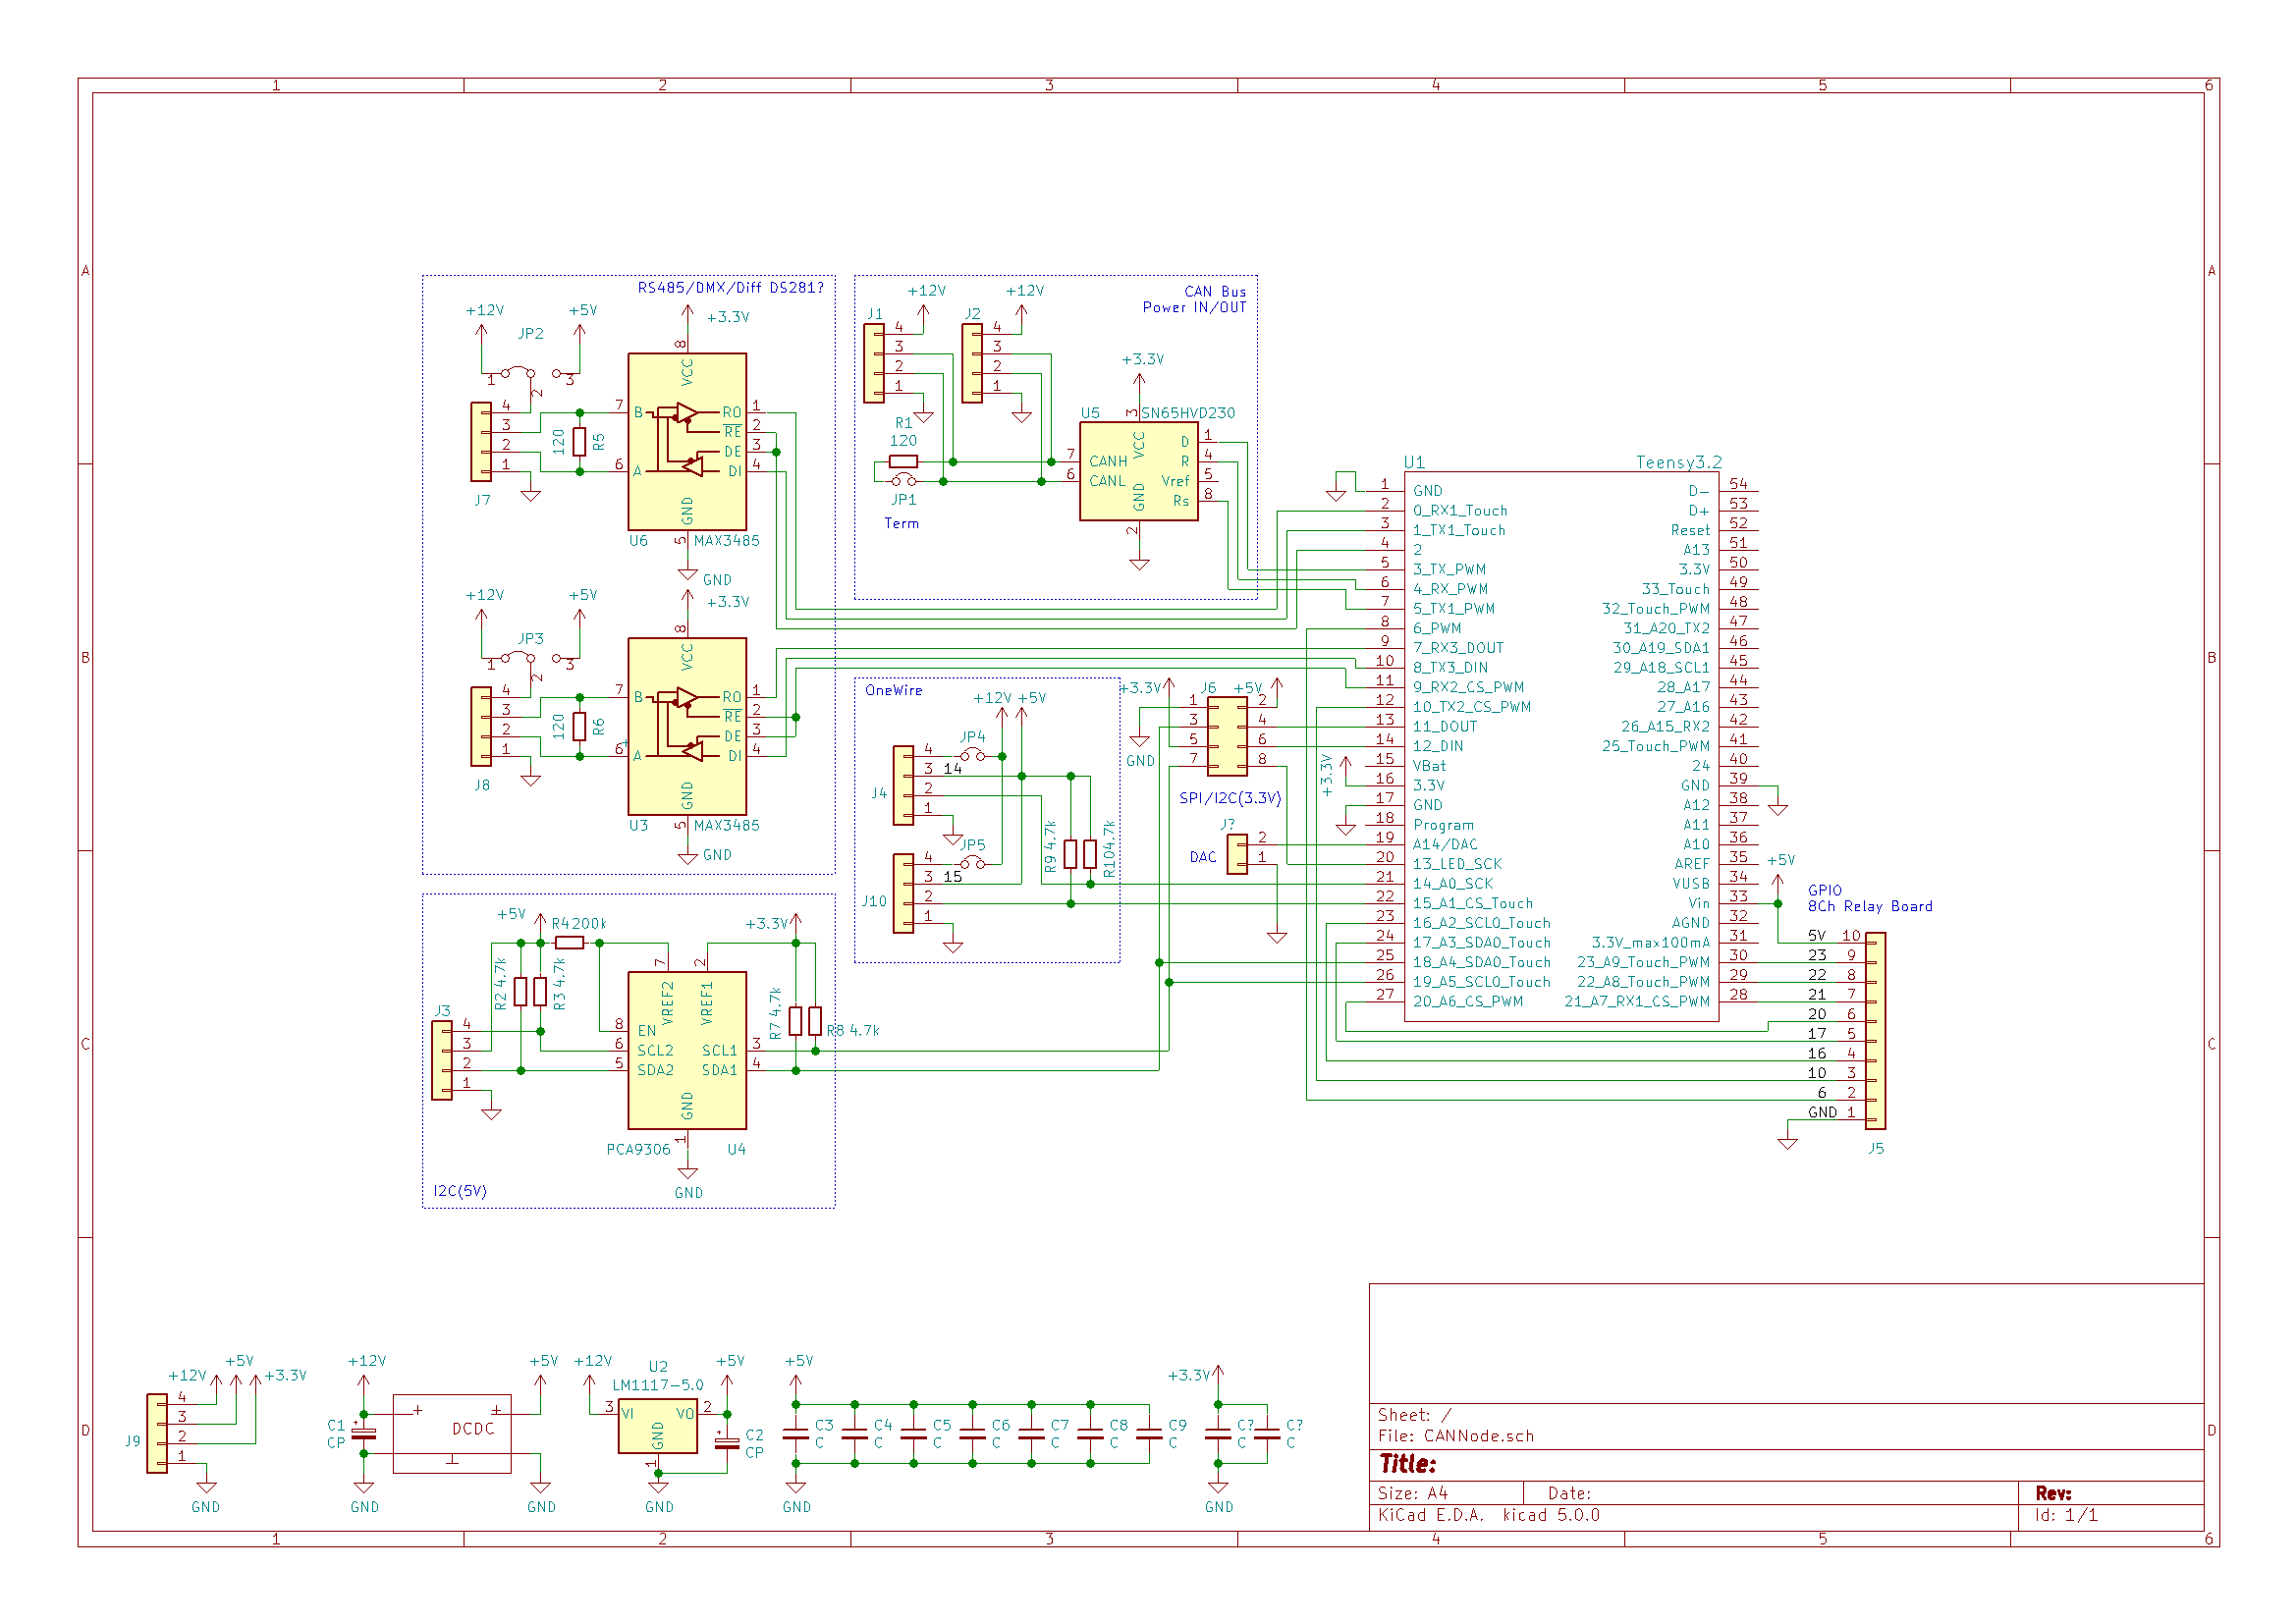 1 2 3 4 5 6
A A
B B
C C
D D
RS485/DMX/Diff DS281?
+12V
JP2
+5V
+3.3V
1 2 3
J7
4
3
2
1
120
R5
7 B
6 A
8
VCC
RO 1
RE 2
DE 3
DI 4
GND
5
U6
MAX3485
GND
+12V
JP3
+5V
+3.3V
1 2 3
J8
4
3
2
1
120
R6
7 B
6 A
8
VCC
RO 1
RE 2
DE 3
DI 4
GND
5
U3
MAX3485
GND
CAN Bus
Power IN/OUT
J1
+12V
4
3
2
1
J2
+12V
4
3
2
1
R1
120
JP1
Term
+3.3V
U5
SN65HVD230
3
VCC
7 CANH
6 CANL
D 1
R 4
Vref 5
Rs 8
GND
2
OneWire
+12V +5V
JP4
J4
4
3 14
2
1
JP5
J10
4
3 15
2
1
R9 4.7k
R10 4.7k
+3.3V
J6
+5V
1 2
3 4
5 6
7 8
GND
SPI/I2C(3.3V)
J?
DAC
2
1
+3.3V
I2C(5V)
+5V
R4 200k
+3.3V
R2 4.7k
R3 4.7k
R7 4.7k
R8 4.7k
J3
4
3
2
1
7
VREF2
2
VREF1
8 EN
6 SCL2
5 SDA2
SCL1 3
SDA1 4
GND
1
PCA9306
U4
GND
U1
Teensy3.2
1 GND
2 0_RX1_Touch
3 1_TX1_Touch
4 2
5 3_TX_PWM
6 4_RX_PWM
7 5_TX1_PWM
8 6_PWM
9 7_RX3_DOUT
10 8_TX3_DIN
11 9_RX2_CS_PWM
12 10_TX2_CS_PWM
13 11_DOUT
14 12_DIN
15 VBat
16 3.3V
17 GND
18 Program
19 A14/DAC
20 13_LED_SCK
21 14_A0_SCK
22 15_A1_CS_Touch
23 16_A2_SCL0_Touch
24 17_A3_SDA0_Touch
25 18_A4_SDA0_Touch
26 19_A5_SCL0_Touch
27 20_A6_CS_PWM
D- 54
D+ 53
Reset 52
A13 51
3.3V 50
33_Touch 49
32_Touch_PWM 48
31_A20_TX2 47
30_A19_SDA1 46
29_A18_SCL1 45
28_A17 44
27_A16 43
26_A15_RX2 42
25_Touch_PWM 41
24 40
GND 39
A12 38
A11 37
A10 36
AREF 35
VUSB 34
Vin 33
AGND 32
3.3V_max100mA 31
23_A9_Touch_PWM 30
22_A8_Touch_PWM 29
21_A7_RX1_CS_PWM 28
+5V
GPIO
8Ch Relay Board
5V 10
23 9
22 8
21 7
20 6
17 5
16 4
10 3
6 2
GND 1
J5
J9
+12V
+5V
+3.3V
4
3
2
1
GND
+12V
C1
CP
+
+
DCDC
+5V
GND
GND
+12V
U2
LM1117-5.0
3 VI
VO 2
GND
1
+5V
C2
CP
GND
+5V
C3
C
C4
C
C5
C
C6
C
C7
C
C8
C
C9
C
GND
+3.3V
C?
C
C?
C
GND
Sheet: /
File: CANNode.sch
Title:
Size: A4
Date:
Rev:
KiCad E.D.A. kicad 5.0.0
Id: 1/1
1 2 3 4 5 6